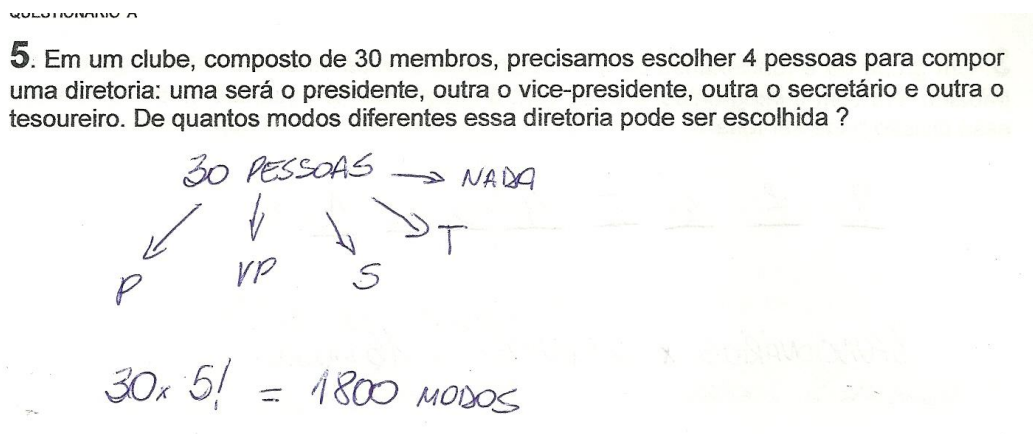 QUESTIONÁRIO A
5. Em um clube, composto de 30 membros, precisamos escolher 4 pessoas para compor
uma diretoria: uma será o presidente, outra o vice-presidente, outra o secretário e outra o
tesoureiro. De quantos modos diferentes essa diretoria pode ser escolhida ?
30 PESSOAS → NADA
P VP S T
30x 5! = 1800 MODOS